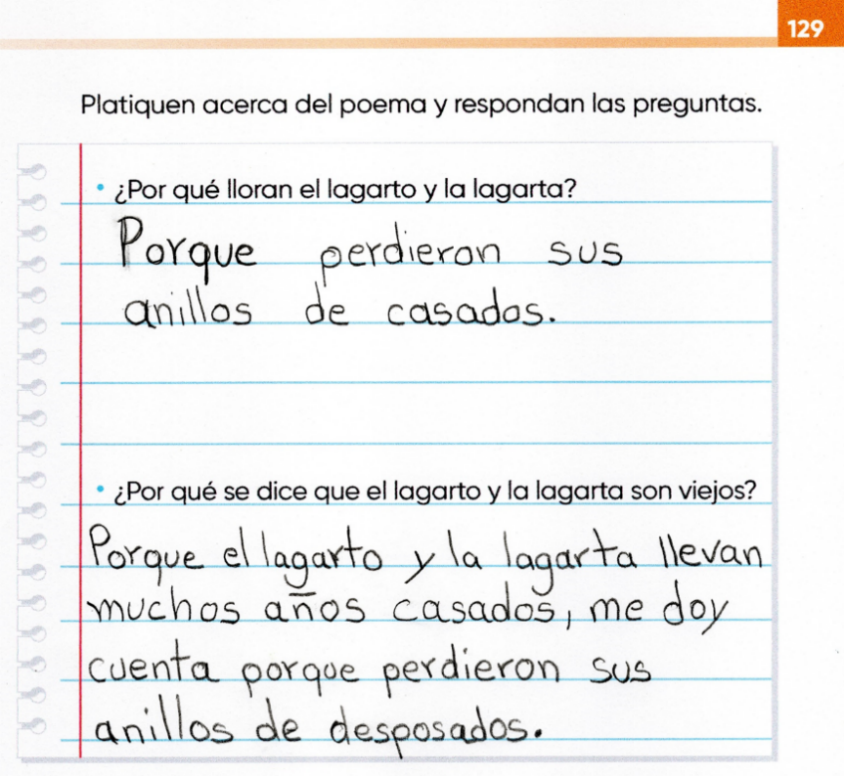 129
Platiquen acerca del poema y respondan las preguntas.
• ¿Por qué lloran el lagarto y la lagarta?
Porque perdieron sus
anillos de casados.
• ¿Por qué se dice que el lagarto y la lagarta son viejos?
Porque el lagarto y la lagarta llevan
muchos años casados, me doy
cuenta porque perdieron sus
anillos de desposados.